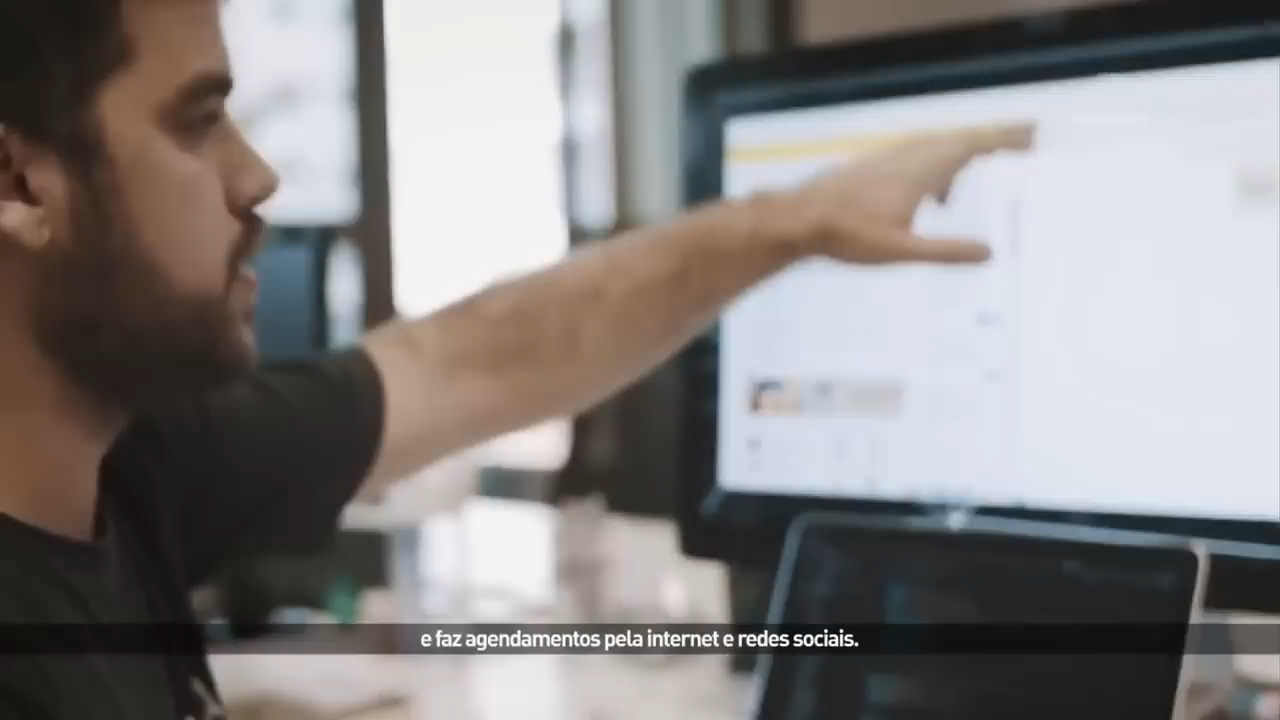 e faz agendamentos pela internet e redes sociais.